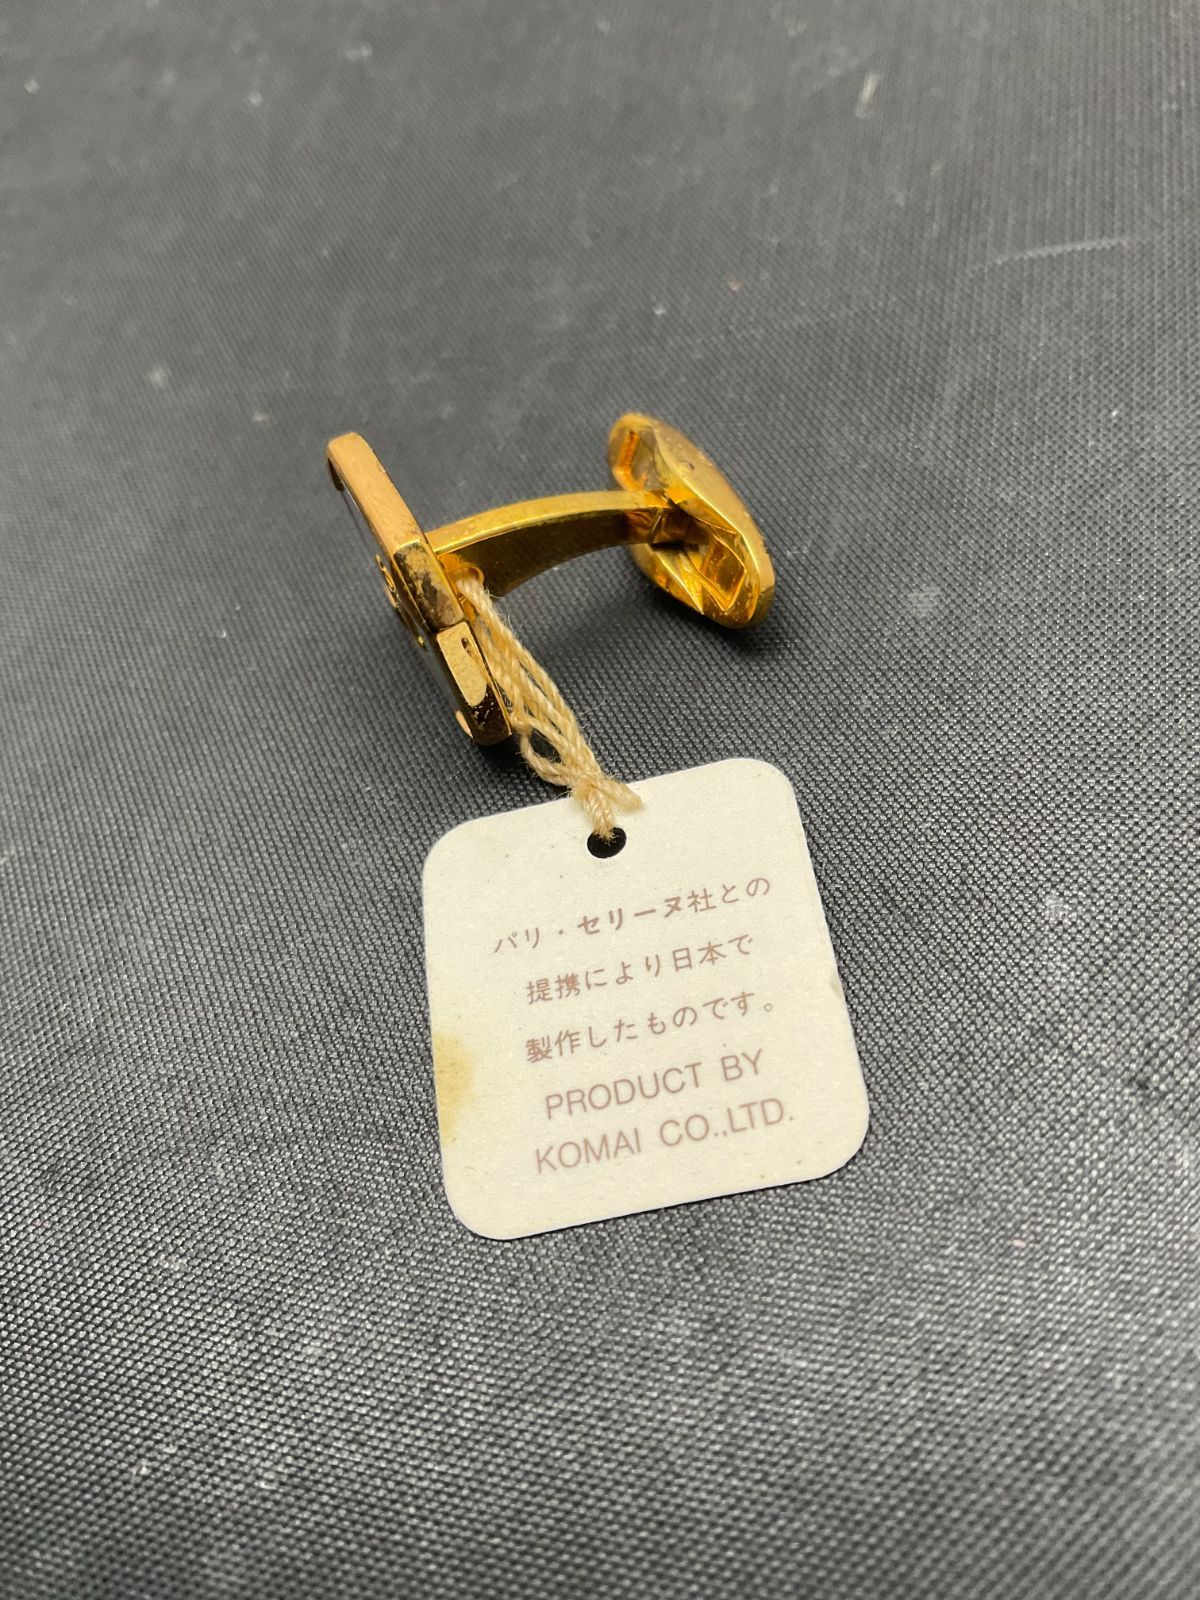 パリ・セリーヌ社との
提携により日本で
製作したものです。
PRODUCT BY
KOMAI CO.,LTD.